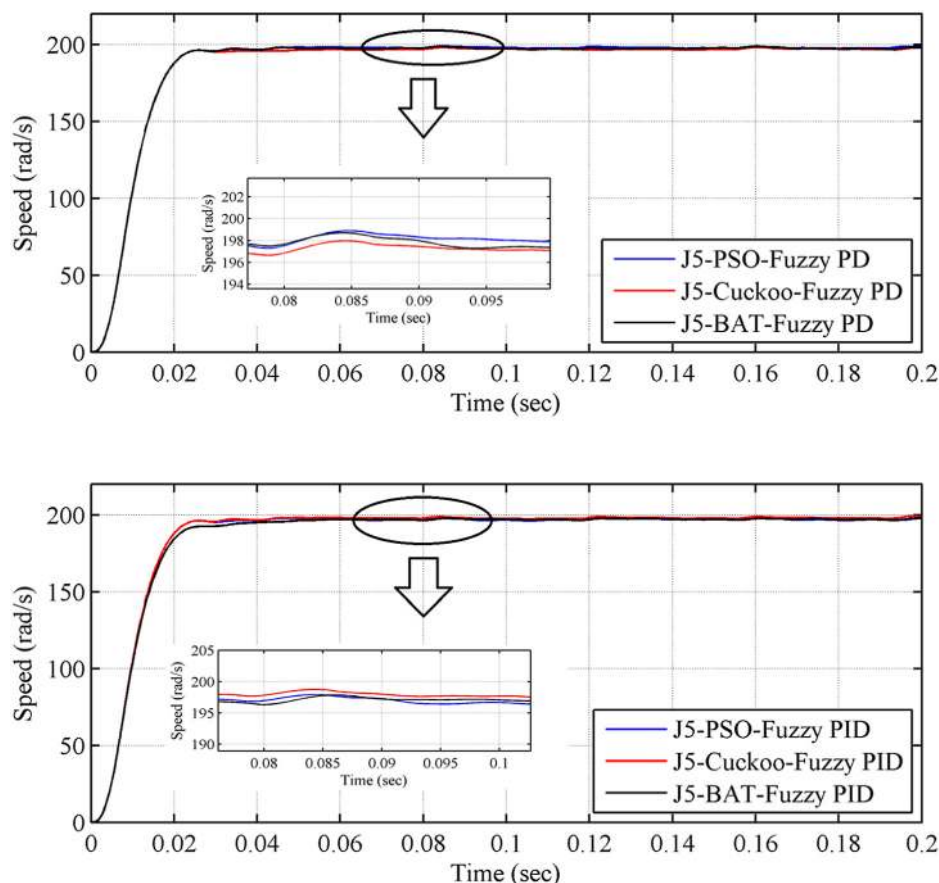 200
150
100
50
0
Speed (rad/s)
202
200
198
196
194
Speed (rad/s)
0.08 0.085 0.09 0.095
Time (sec)
J5-PSO-Fuzzy PD
J5-Cuckoo-Fuzzy PD
J5-BAT-Fuzzy PD
0 0.02 0.04 0.06 0.08 0.1 0.12 0.14 0.16 0.18 0.2
Time (sec)
200
150
100
50
0
Speed (rad/s)
205
200
195
190
Speed (rad/s)
0.08 0.085 0.09 0.095 0.1
Time (sec)
J5-PSO-Fuzzy PID
J5-Cuckoo-Fuzzy PID
J5-BAT-Fuzzy PID
0 0.02 0.04 0.06 0.08 0.1 0.12 0.14 0.16 0.18 0.2
Time (sec)